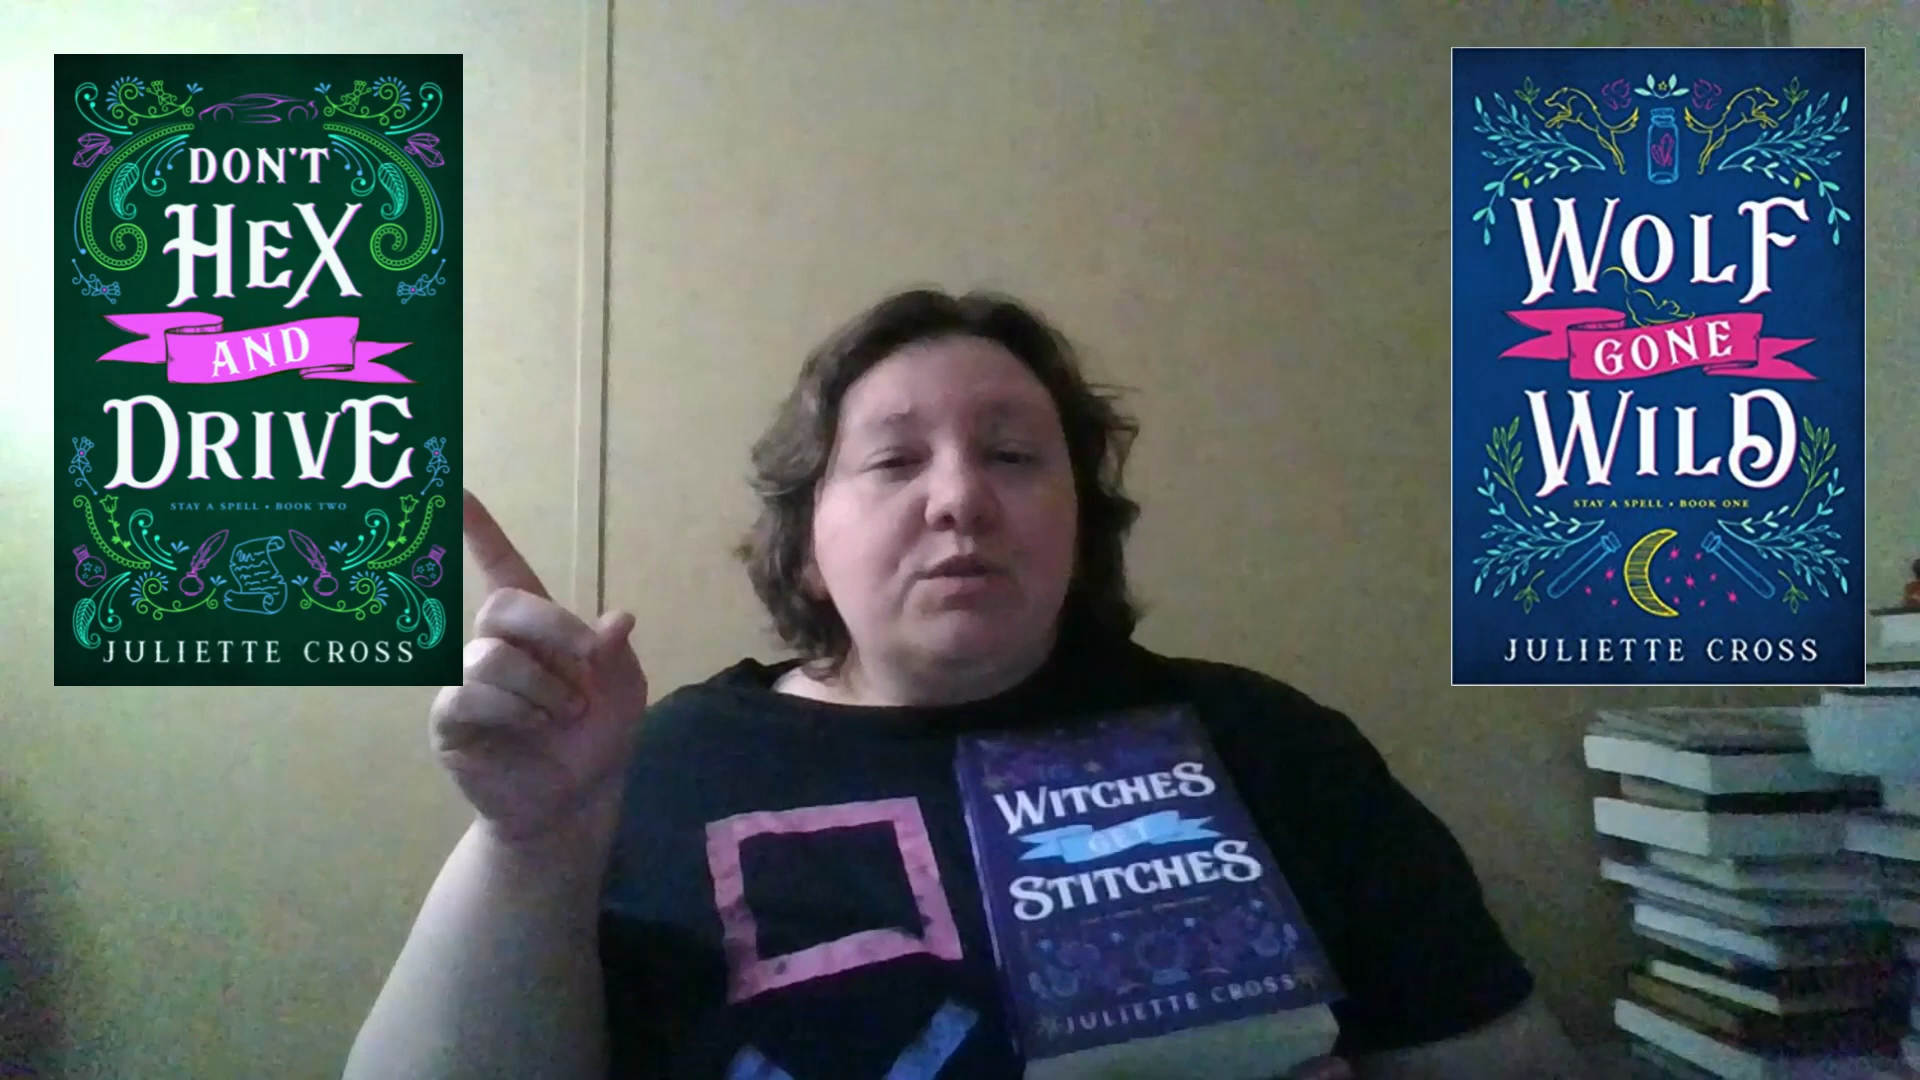 DON'T
HEX
AND
DRIVE
STAY A SPELL • BOOK TWO
JULIETTE CROSS
WOLF
GONE
WILD
STAY A SPELL • BOOK ONE
JULIETTE CROSS
WITCHES
GET
STITCHES
JULIETTE CROSS